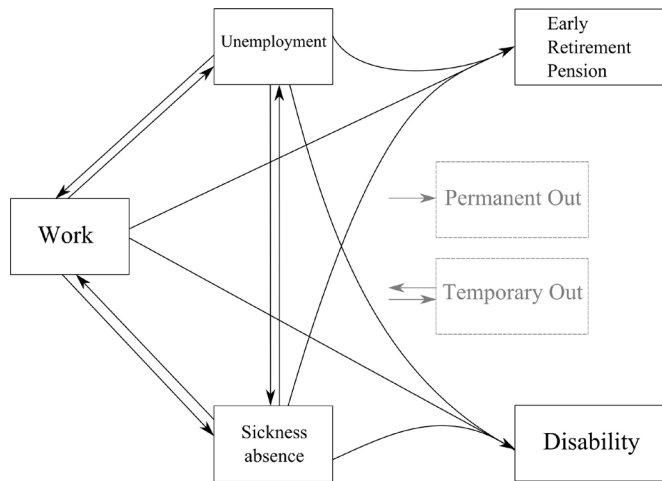 Unemployment
Early
Retirement
Pension
Permanent Out
Work
Temporary Out
Sickness
absence
Disability